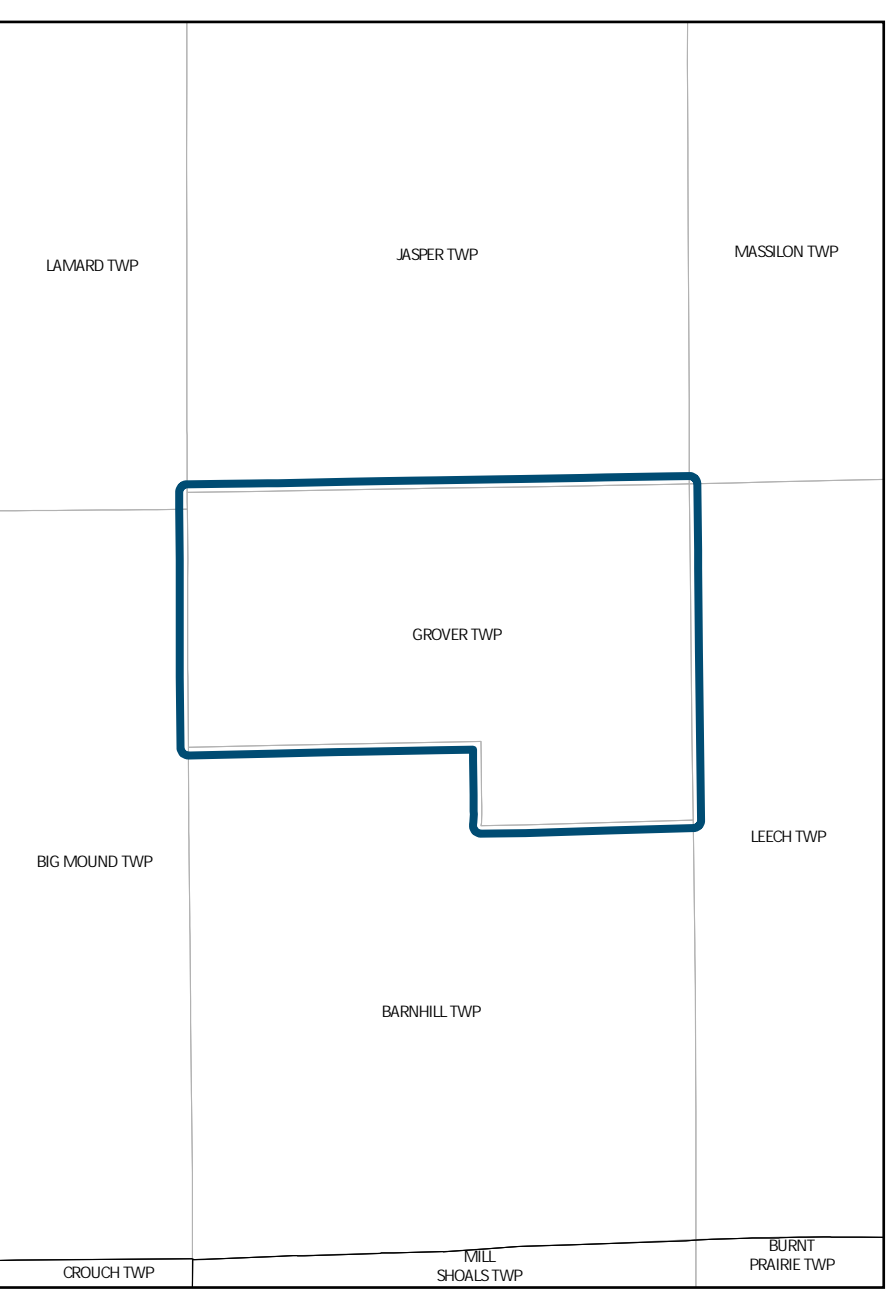 LAMARD TWP
JASPER TWP
MASSILON TWP
GROVER TWP
BIG MOUND TWP
LEECH TWP
BARNHILL TWP
CROUCH TWP
MILL
SHOALS TWP
BURNT
PRAIRIE TWP